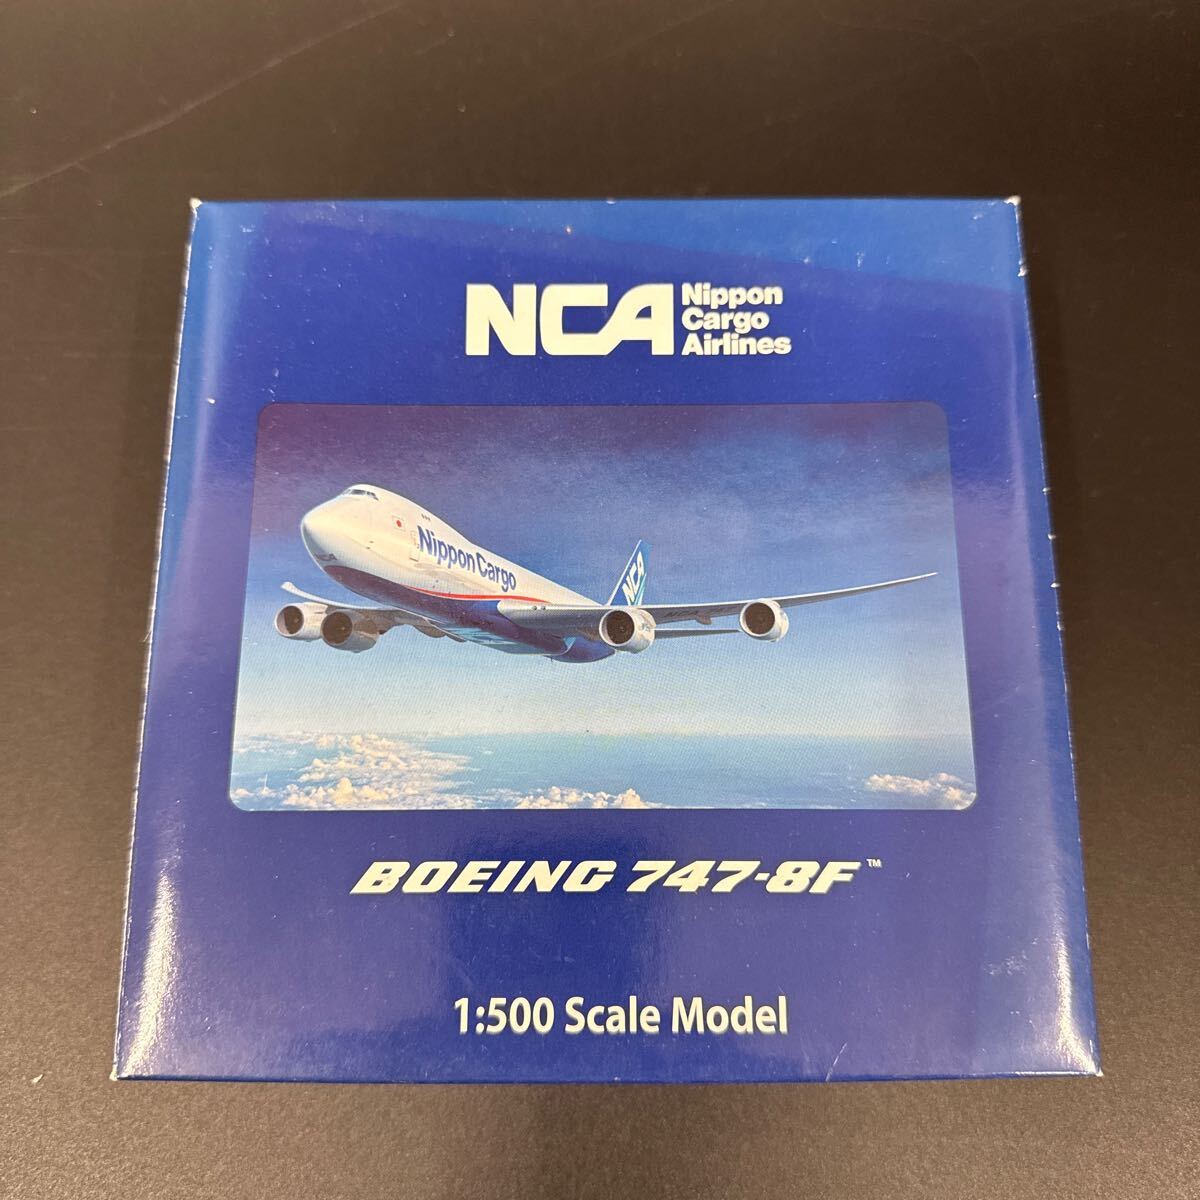 NCA Nippon
Cargo
Airlines
Nippon Cargo
NCA
BOEING 747-8F™
1:500 Scale Model